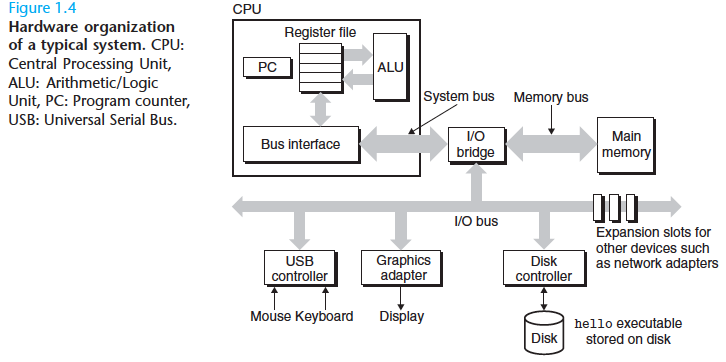 Figure 1.4
Hardware organization
of a typical system. CPU:
Central Processing Unit,
ALU: Arithmetic/Logic
Unit, PC: Program counter,
USB: Universal Serial Bus.
CPU
Register file
PC
ALU
System bus
Memory bus
Bus interface
I/O
bridge
Main
memory
I/O bus
Expansion slots for
other devices such
as network adapters
USB
controller
Graphics
adapter
Disk
controller
Mouse Keyboard
Display
Disk
hello executable
stored on disk